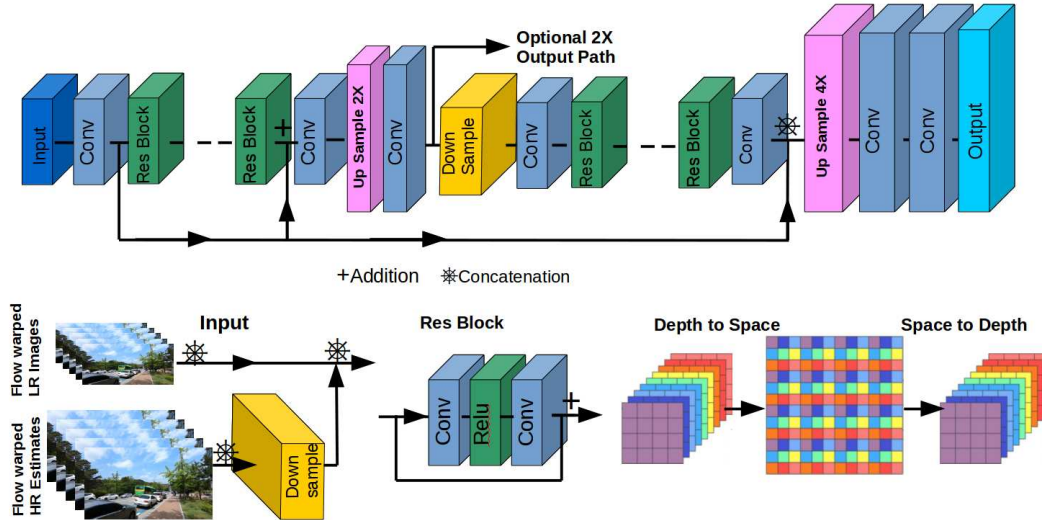 Optional 2X
Output Path
Input
Conv
Res Block
Res Block
+
Conv
Up Sample 2X
Conv
Down
Sample
Conv
Res Block
Res Block
Conv
Up Sample 4X
Conv
Conv
Output
+Addition
Concatenation
Flow warped
LR Images
Input
Flow warped
HR Estimates
Down
sample
Res Block
Conv
Relu
Conv
+
Depth to Space
Space to Depth